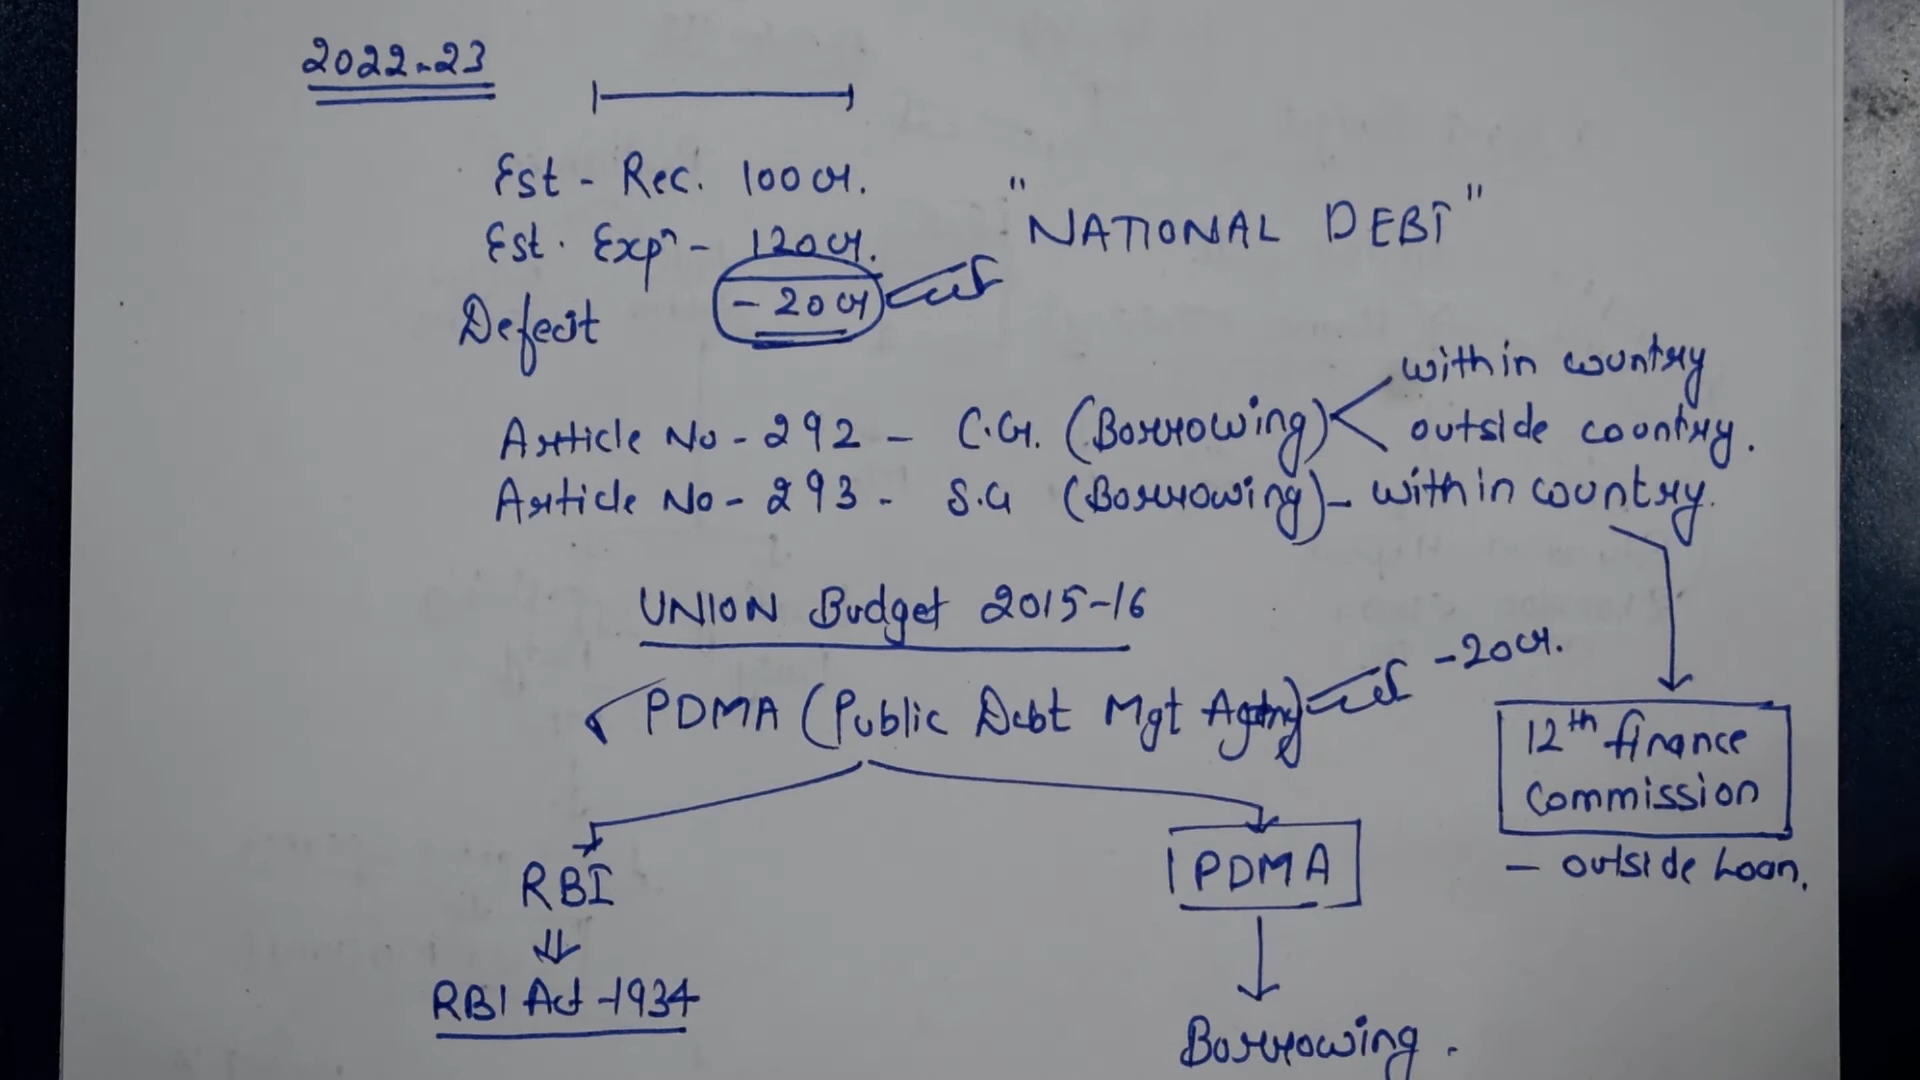 2022-23
Est - Rec. 100 cr.
Est. Expn - 120 cr.
"NATIONAL DEBT"
Defecit - 20 cr
Article No - 292 - C.G. (Borrowing) within country
outside country.
Article No - 293 - S.G (Borrowing) - within country.
UNION Budget 2015-16
PDMA (Public Debt Mgt Agency) -20 cr.
12th finance
commission
- outside Loan.
RBI
PDMA
RBI Act -1934
Borrowing.